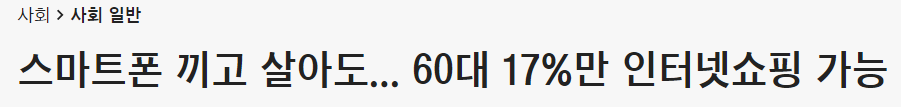 사회 > 사회 일반
스마트폰 끼고 살아도... 60대 17%만 인터넷쇼핑 가능